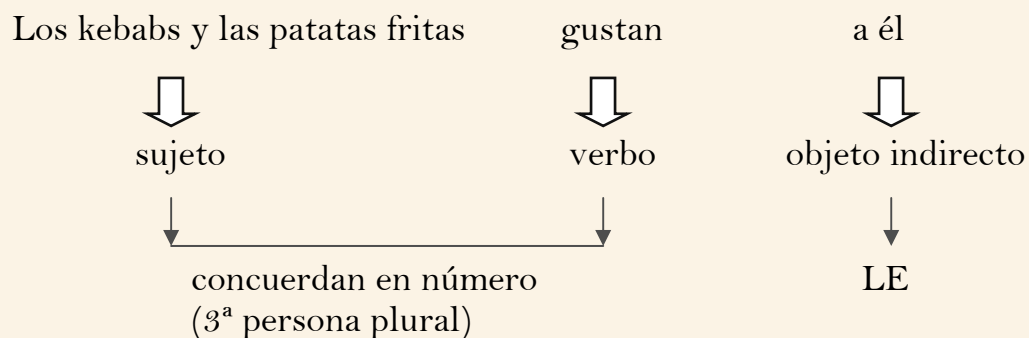 Los kebabs y las patatas fritas gustan a él
sujeto verbo objeto indirecto
concuerdan en número LE
(3ª persona plural)